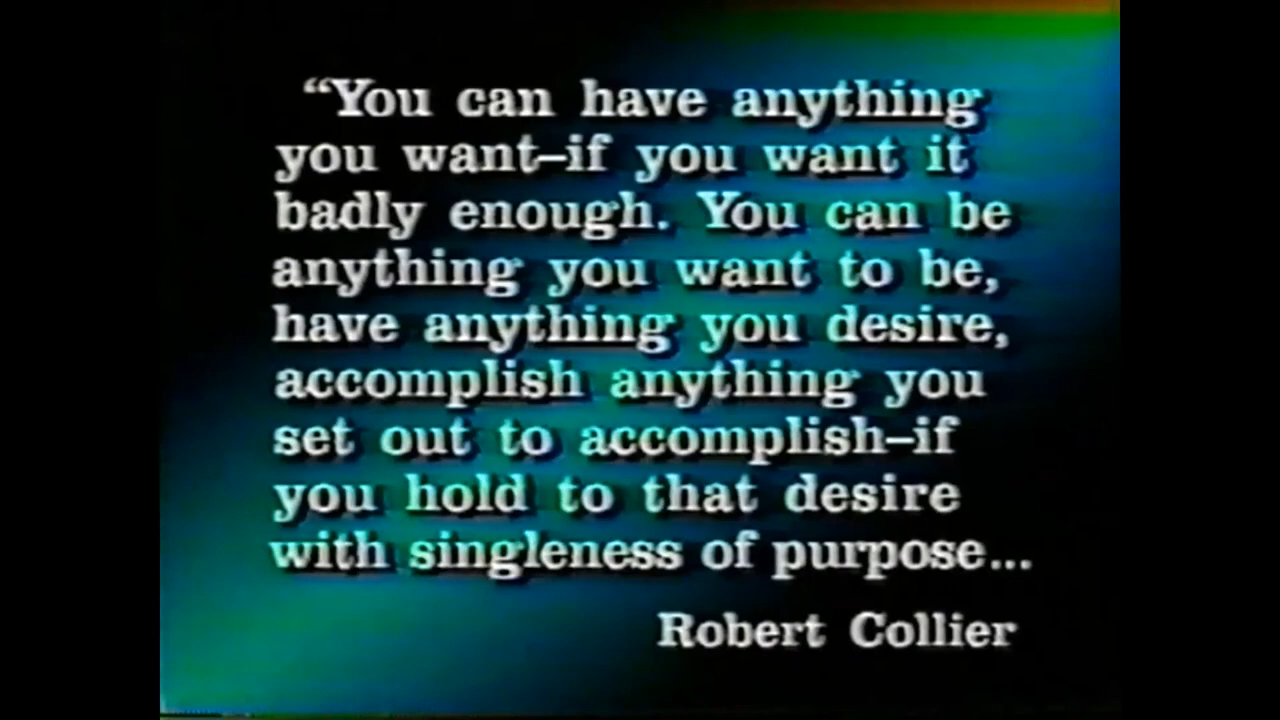 “You can have anything
you want–if you want it
badly enough. You can be
anything you want to be,
have anything you desire,
accomplish anything you
set out to accomplish–if
you hold to that desire
with singleness of purpose...
Robert Collier